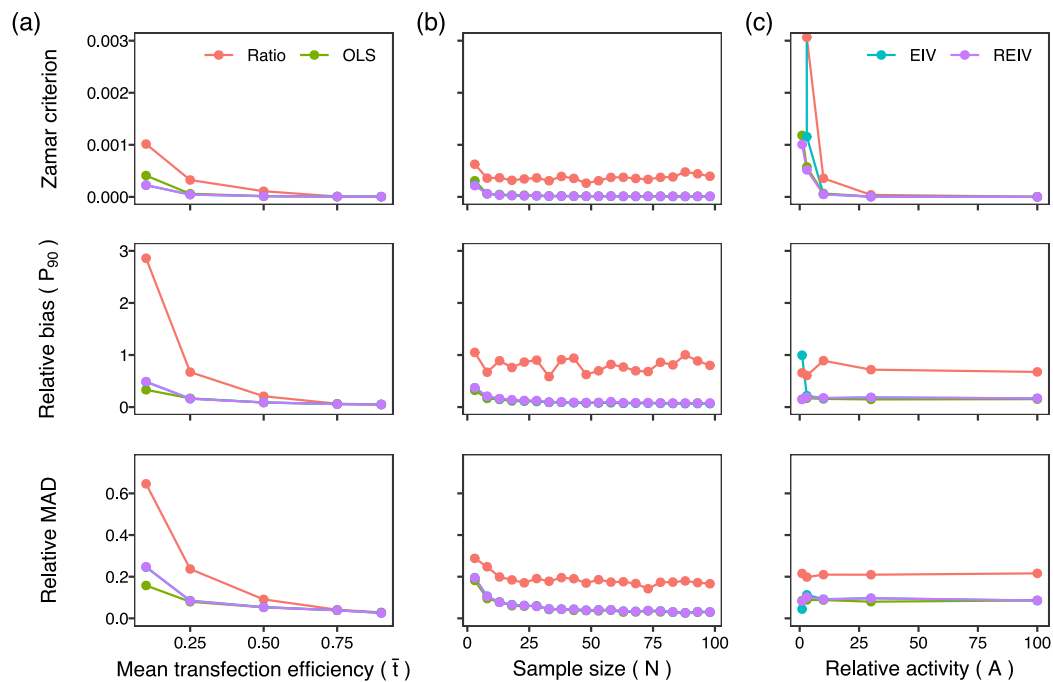 (a) (b) (c)
Ratio OLS
EIV REIV
Zamar criterion
0.003
0.002
0.001
0.000
Relative bias ( P90 )
3
2
1
0
Relative MAD
0.6
0.4
0.2
0.0
0.25 0.50 0.75
0 25 50 75 100
0 25 50 75 100
Mean transfection efficiency ( t̄ )
Sample size ( N )
Relative activity ( A )